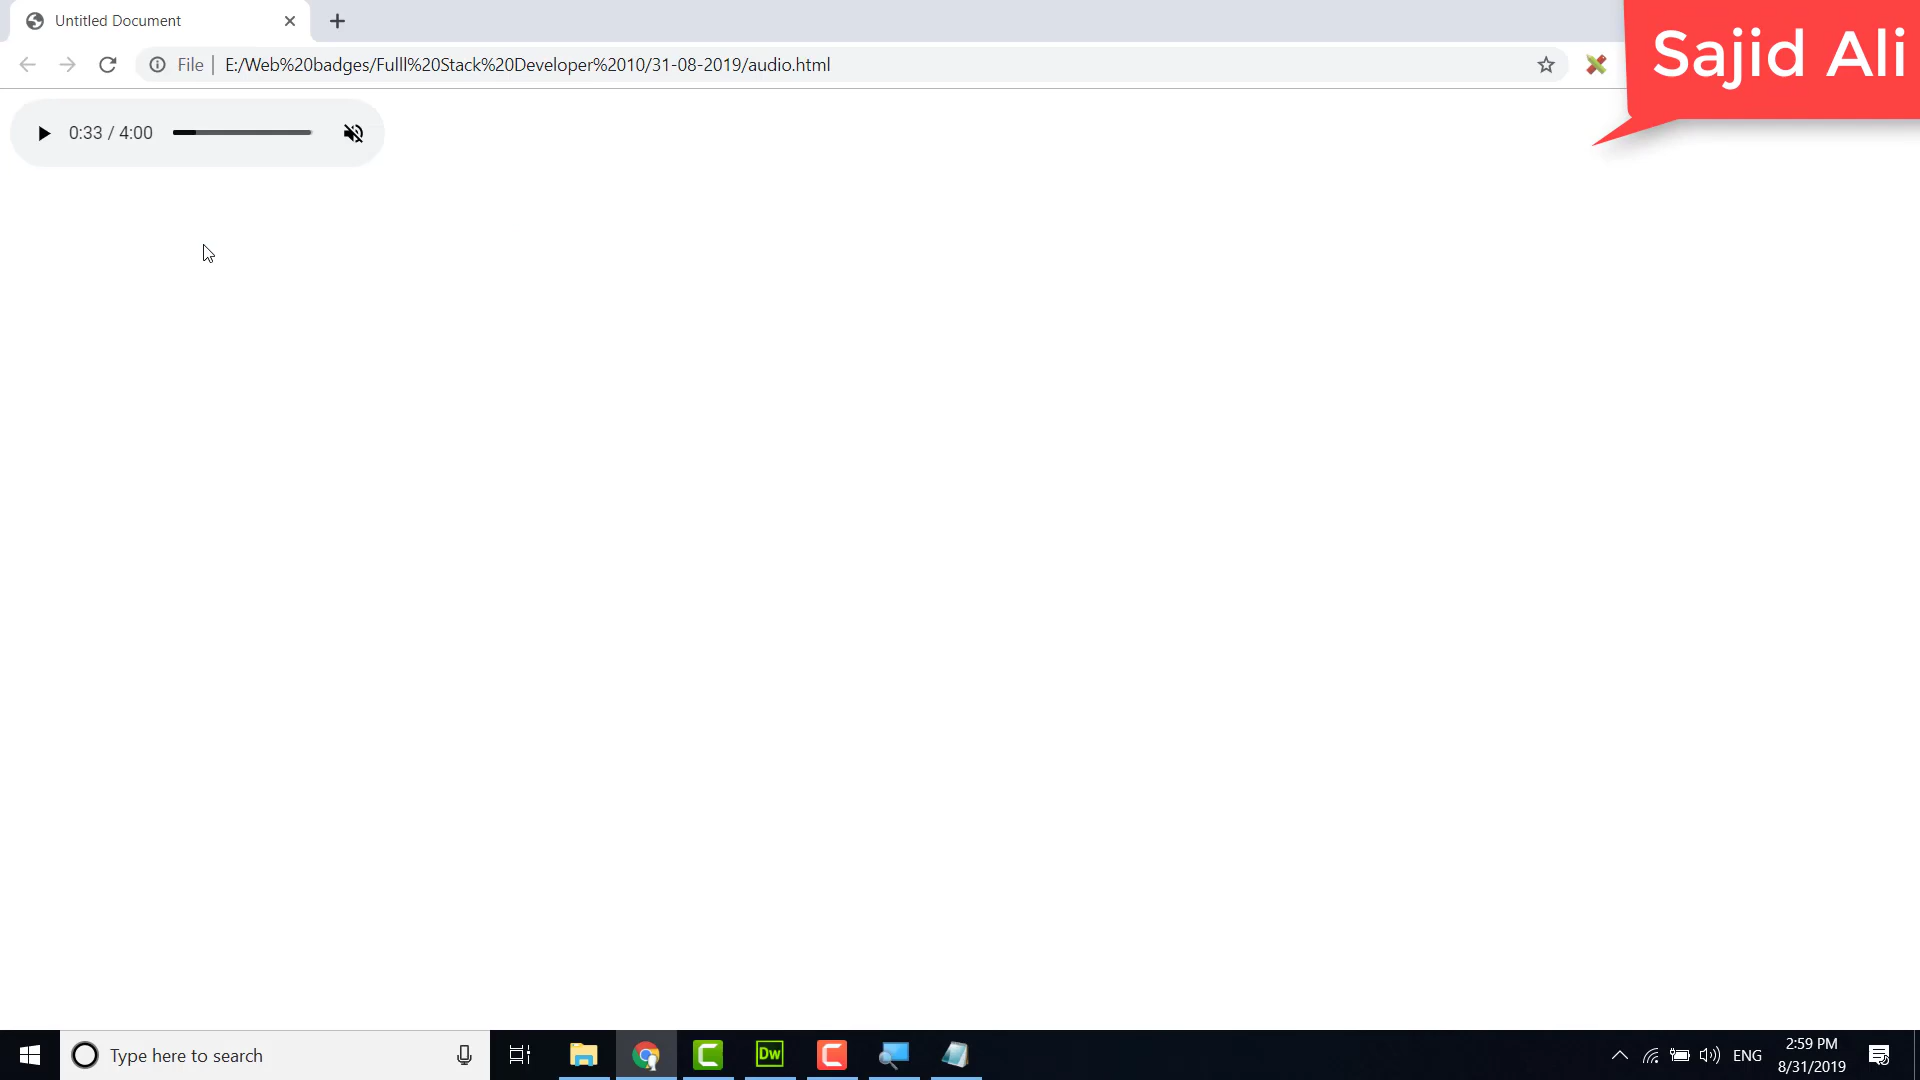 Untitled Document
Sajid Ali
File | E:/Web%20badges/Fulll%20Stack%20Developer%2010/31-08-2019/audio.html
0:33 / 4:00
Type here to search
Dw
ENG
2:59 PM
8/31/2019